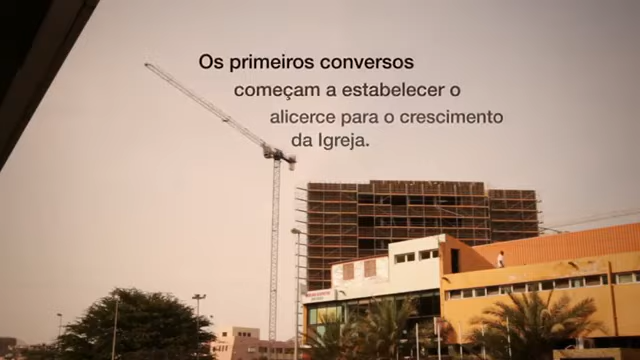 Os primeiros conversos
começam a estabelecer o
alicerce para o crescimento
da Igreja.